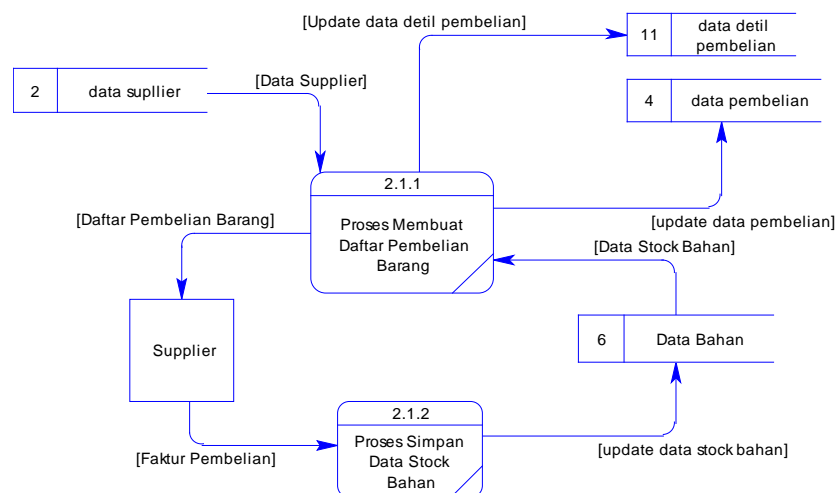 [Update data detil pembelian]
11
data detil
pembelian
2
data supllier
[Data Supplier]
4
data pembelian
2.1.1
Proses Membuat
Daftar Pembelian
Barang
[Daftar Pembelian Barang]
[update data pembelian]
[Data Stock Bahan]
Supplier
6
Data Bahan
2.1.2
Proses Simpan
Data Stock
Bahan
[Faktur Pembelian]
[update data stock bahan]